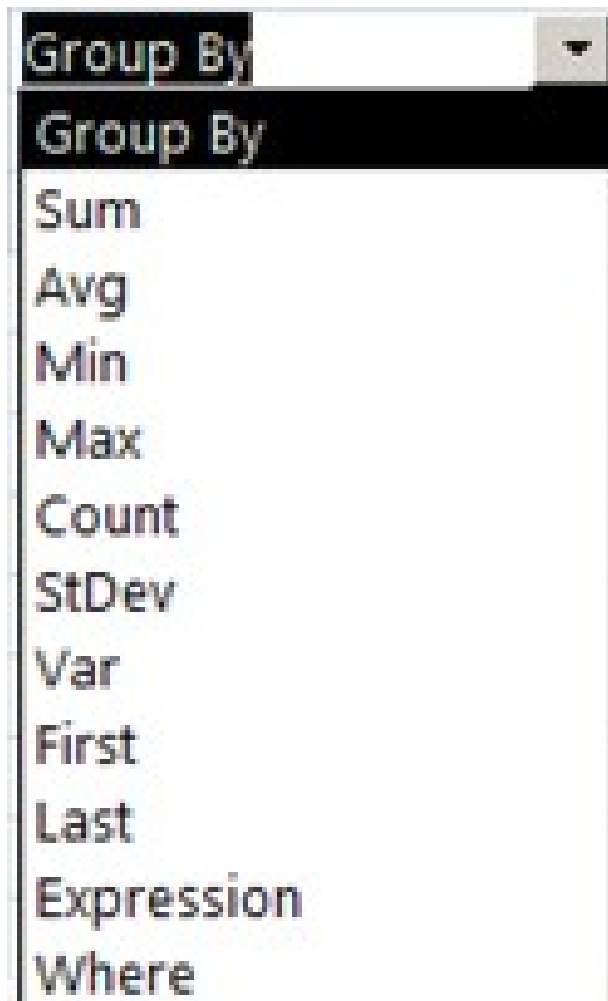 Group By
Group By
Sum
Avg
Min
Max
Count
StDev
Var
First
Last
Expression
Where